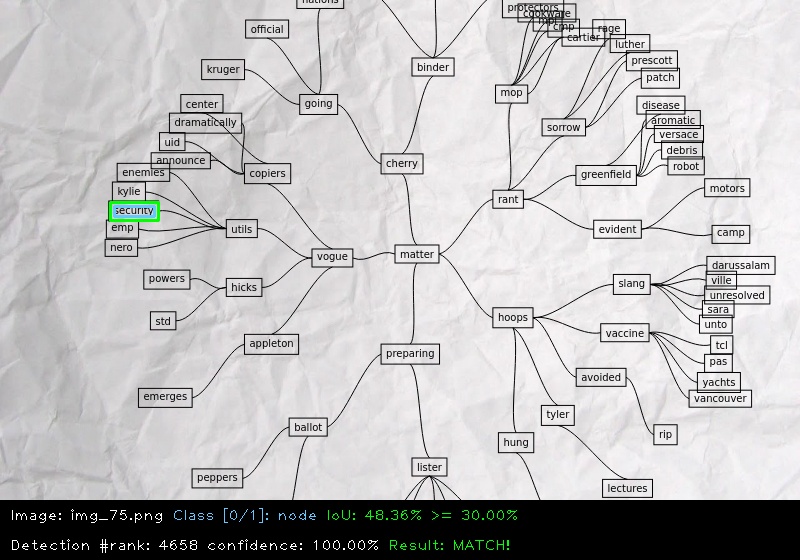 nations
protectors
cookware
mpl
cmp
rage
cartier
luther
official
binder
prescott
kruger
patch
mop
center
going
disease
dramatically
sorrow
aromatic
uid
versace
announce
cherry
debris
enemies
copiers
greenfield
robot
kylie
rant
motors
security
emp
utils
evident
camp
nero
vogue
matter
darussalam
powers
hicks
slang
ville
unresolved
sara
std
hoops
unto
appleton
vaccine
tcl
preparing
pas
avoided
yachts
emerges
vancouver
tyler
ballot
hung
rip
peppers
lister
lectures
Image: img_75.png Class [0/1]: node IoU: 48.36% >= 30.00%
Detection #rank: 4658 confidence: 100.00% Result: MATCH!